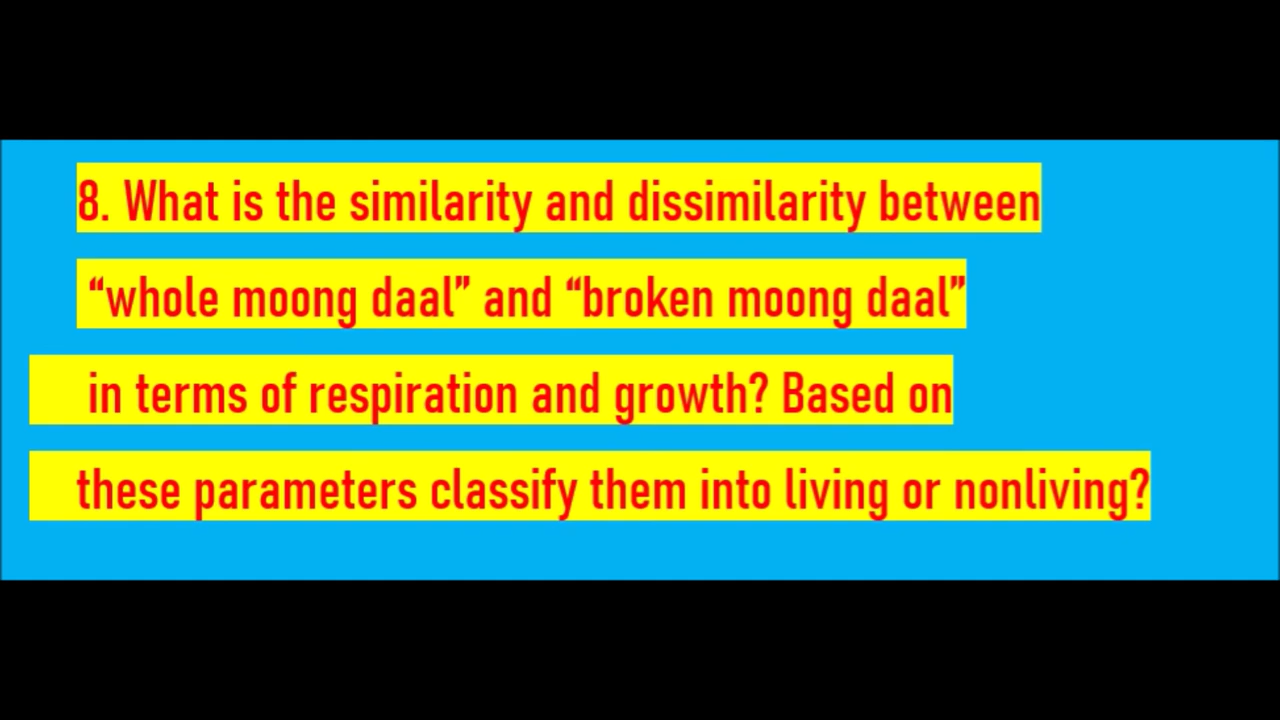 8. What is the similarity and dissimilarity between
“whole moong daal” and “broken moong daal”
in terms of respiration and growth? Based on
these parameters classify them into living or nonliving?